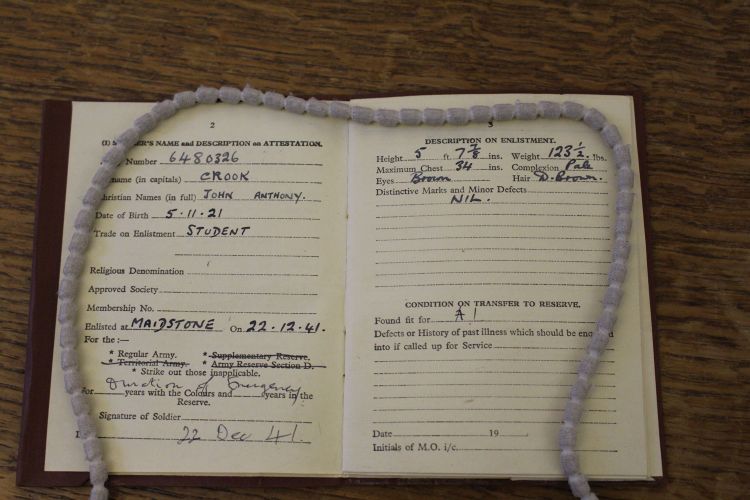 2
(I) S 'S NAME and DESCRIPTION on ATTESTATION.
Number 6480326
name (in capitals) CROOK
Christian Names (in full) JOHN ANTHONY.
Date of Birth 5.11.21
Trade on Enlistment STUDENT
Religious Denomination
Approved Society
Membership No.
Enlisted at MAIDSTONE On 22.12.41.
For the :—
* Regular Army. * Supplementary Reserve.
* Territorial Army. * Army Reserve Section D.
* Strike out those inapplicable.
Duration of Emergency
For years with the Colours and years in the
Reserve.
Signature of Soldier
22 Dec 41.
3
DESCRIPTION ON ENLISTMENT.
Height 5 ft. 7 7/8 ins. Weight 123 1/2 lbs.
Maximum Chest 34 ins. Complexion Pale
Eyes Brown Hair D. Brown.
Distinctive Marks and Minor Defects
NIL.
CONDITION ON TRANSFER TO RESERVE.
Found fit for A1
Defects or History of past illness which should be enq
into if called up for Service
Date 19
Initials of M.O. i/c